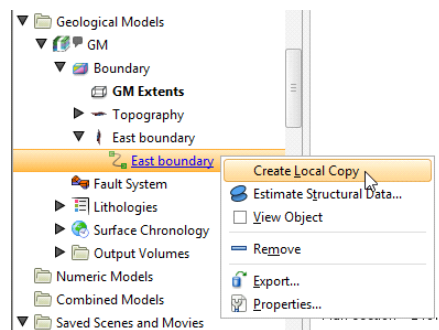 Geological Models
GM
Boundary
GM Extents
Topography
East boundary
East boundary
Fault System
Lithologies
Surface Chronology
Output Volumes
Numeric Models
Combined Models
Saved Scenes and Movies
Create Local Copy
Estimate Structural Data...
View Object
Remove
Export...
Properties...